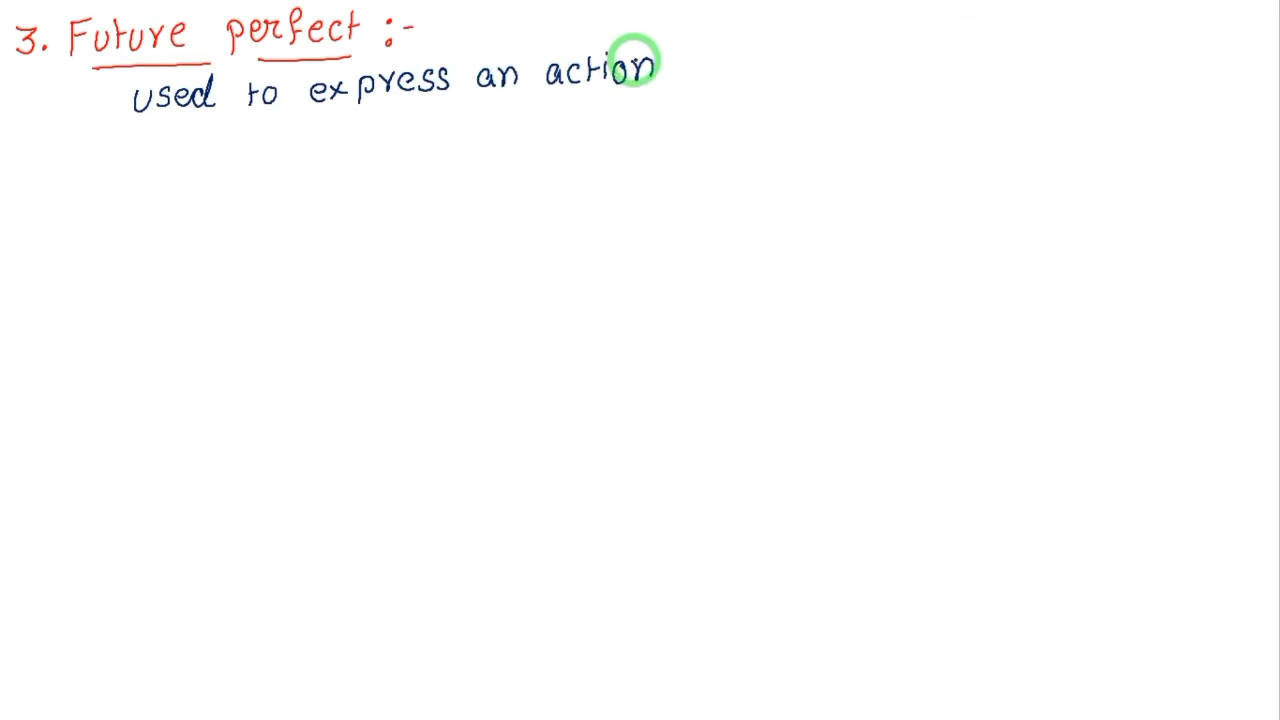 3. Future perfect :-
used to express an action